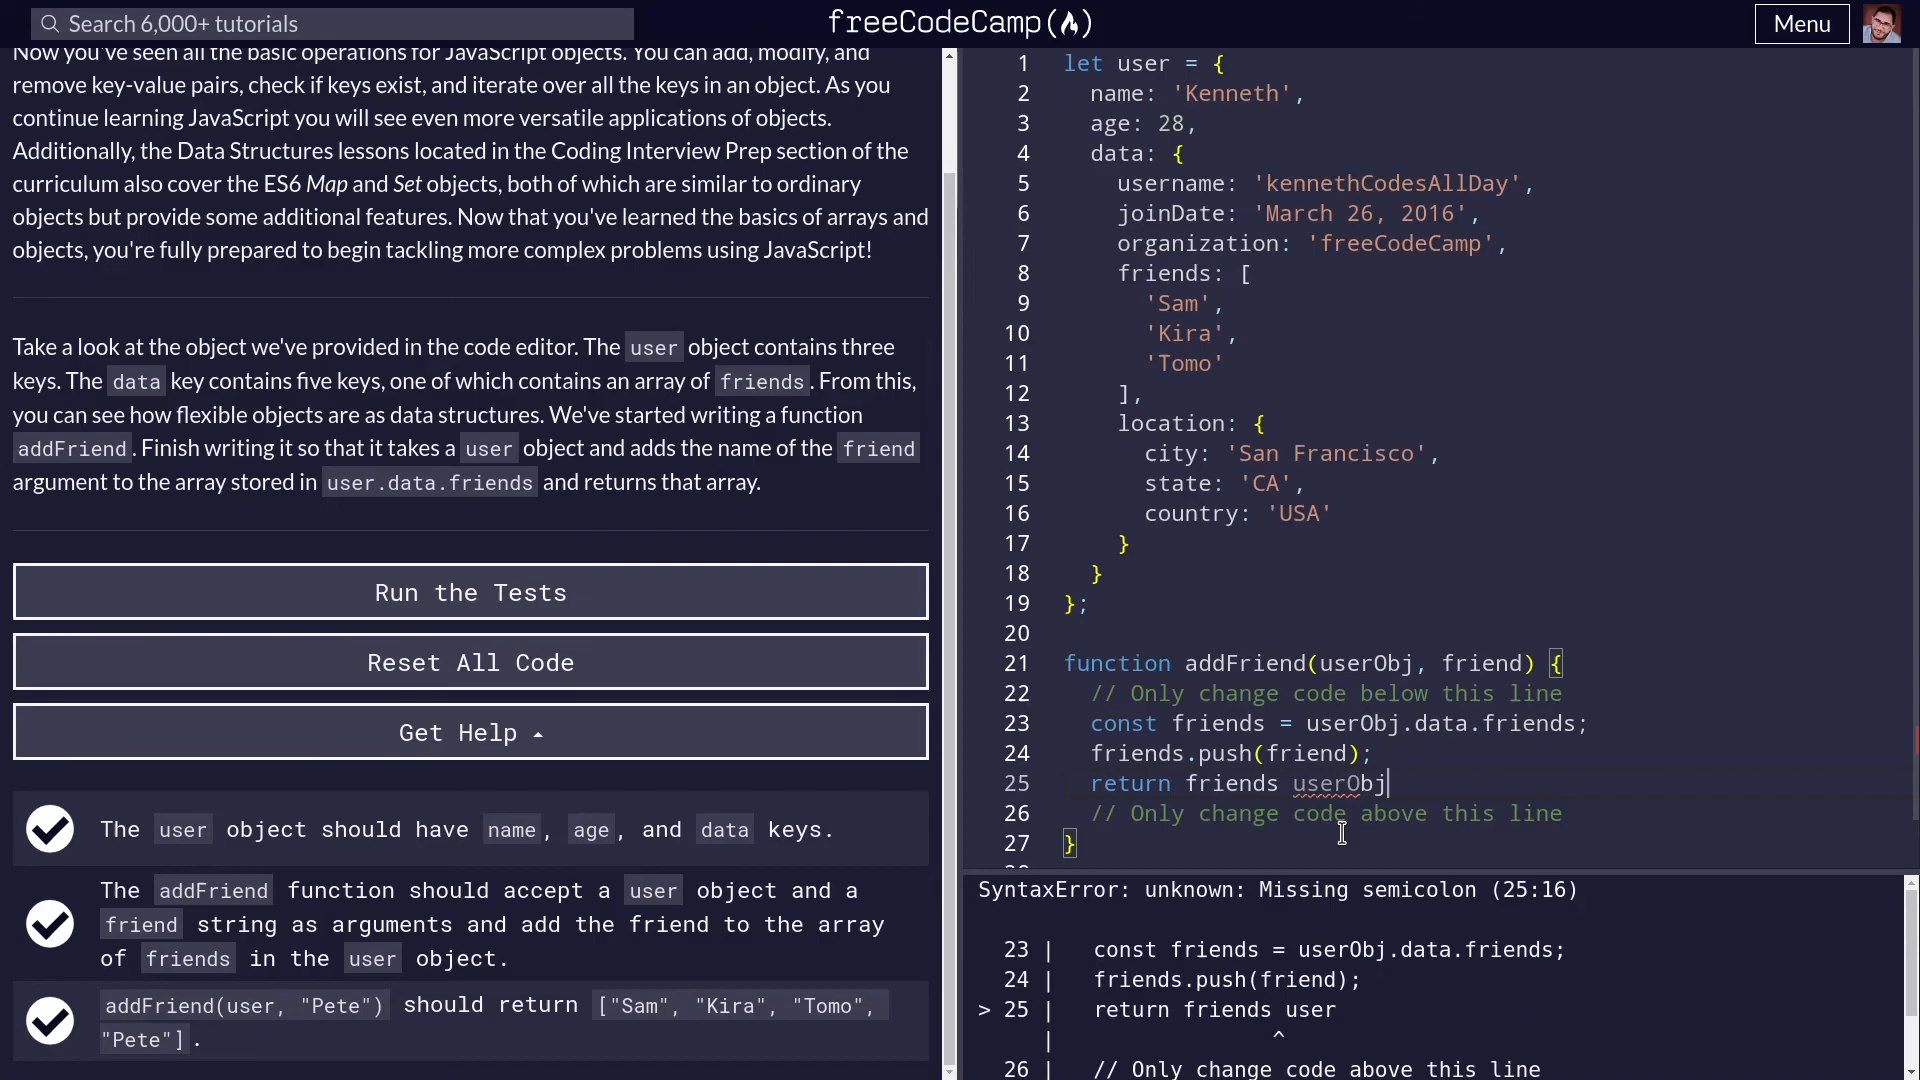 Search 6,000+ tutorials
freeCodeCamp
Menu
Now you've seen all the basic operations for JavaScript objects. You can add, modify, and
remove key-value pairs, check if keys exist, and iterate over all the keys in an object. As you
continue learning JavaScript you will see even more versatile applications of objects.
Additionally, the Data Structures lessons located in the Coding Interview Prep section of the
curriculum also cover the ES6 Map and Set objects, both of which are similar to ordinary
objects but provide some additional features. Now that you've learned the basics of arrays and
objects, you're fully prepared to begin tackling more complex problems using JavaScript!
Take a look at the object we've provided in the code editor. The user object contains three
keys. The data key contains five keys, one of which contains an array of friends. From this,
you can see how flexible objects are as data structures. We've started writing a function
addFriend. Finish writing it so that it takes a user object and adds the name of the friend
argument to the array stored in user.data.friends and returns that array.
Run the Tests
Reset All Code
Get Help
The user object should have name, age, and data keys.
The addFriend function should accept a user object and a
friend string as arguments and add the friend to the array
of friends in the user object.
addFriend(user, "Pete") should return ["Sam", "Kira", "Tomo",
"Pete"].
1 let user = {
2 name: 'Kenneth',
3 age: 28,
4 data: {
5 username: 'kennethCodesAllDay',
6 joinDate: 'March 26, 2016',
7 organization: 'freeCodeCamp',
8 friends: [
9 'Sam',
10 'Kira',
11 'Tomo'
12 ],
13 location: {
14 city: 'San Francisco',
15 state: 'CA',
16 country: 'USA'
17 }
18 }
19 };
20
21 function addFriend(userObj, friend) {
22 // Only change code below this line
23 const friends = userObj.data.friends;
24 friends.push(friend);
25 return friends userObj
26 // Only change code above this line
27 }
SyntaxError: unknown: Missing semicolon (25:16)
23 | const friends = userObj.data.friends;
24 | friends.push(friend);
> 25 | return friends user
| ^
26 | // Only change code above this line